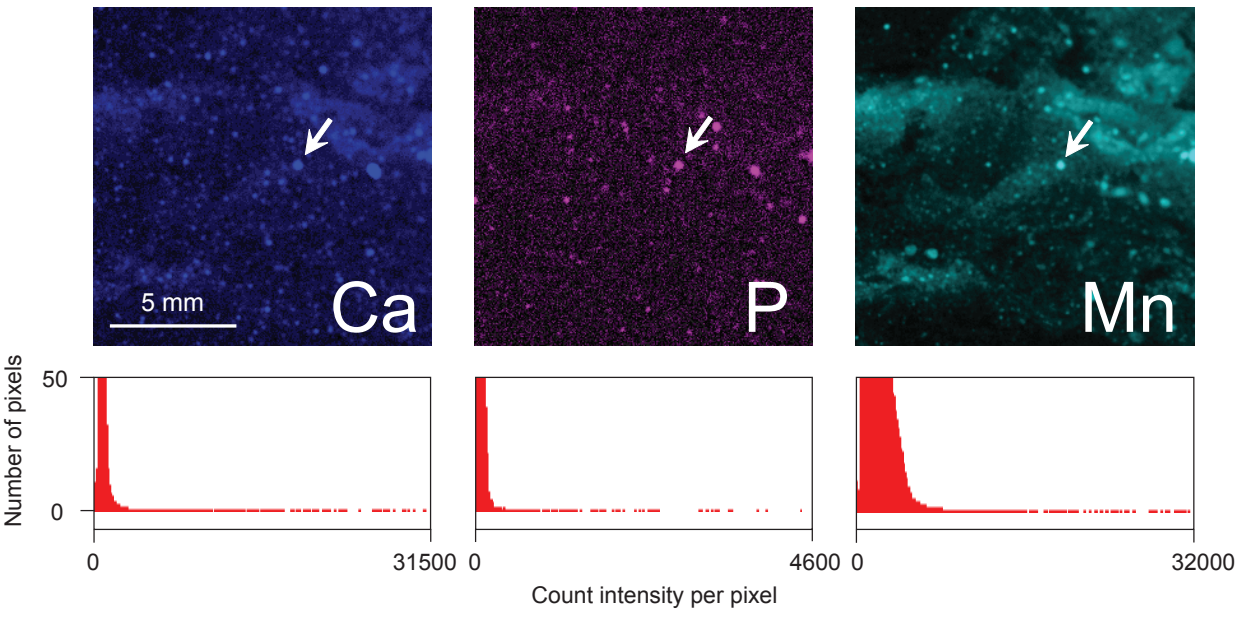 Ca
P
Mn
5 mm
Number of pixels
50
0
0
31500
0
4600
0
32000
Count intensity per pixel